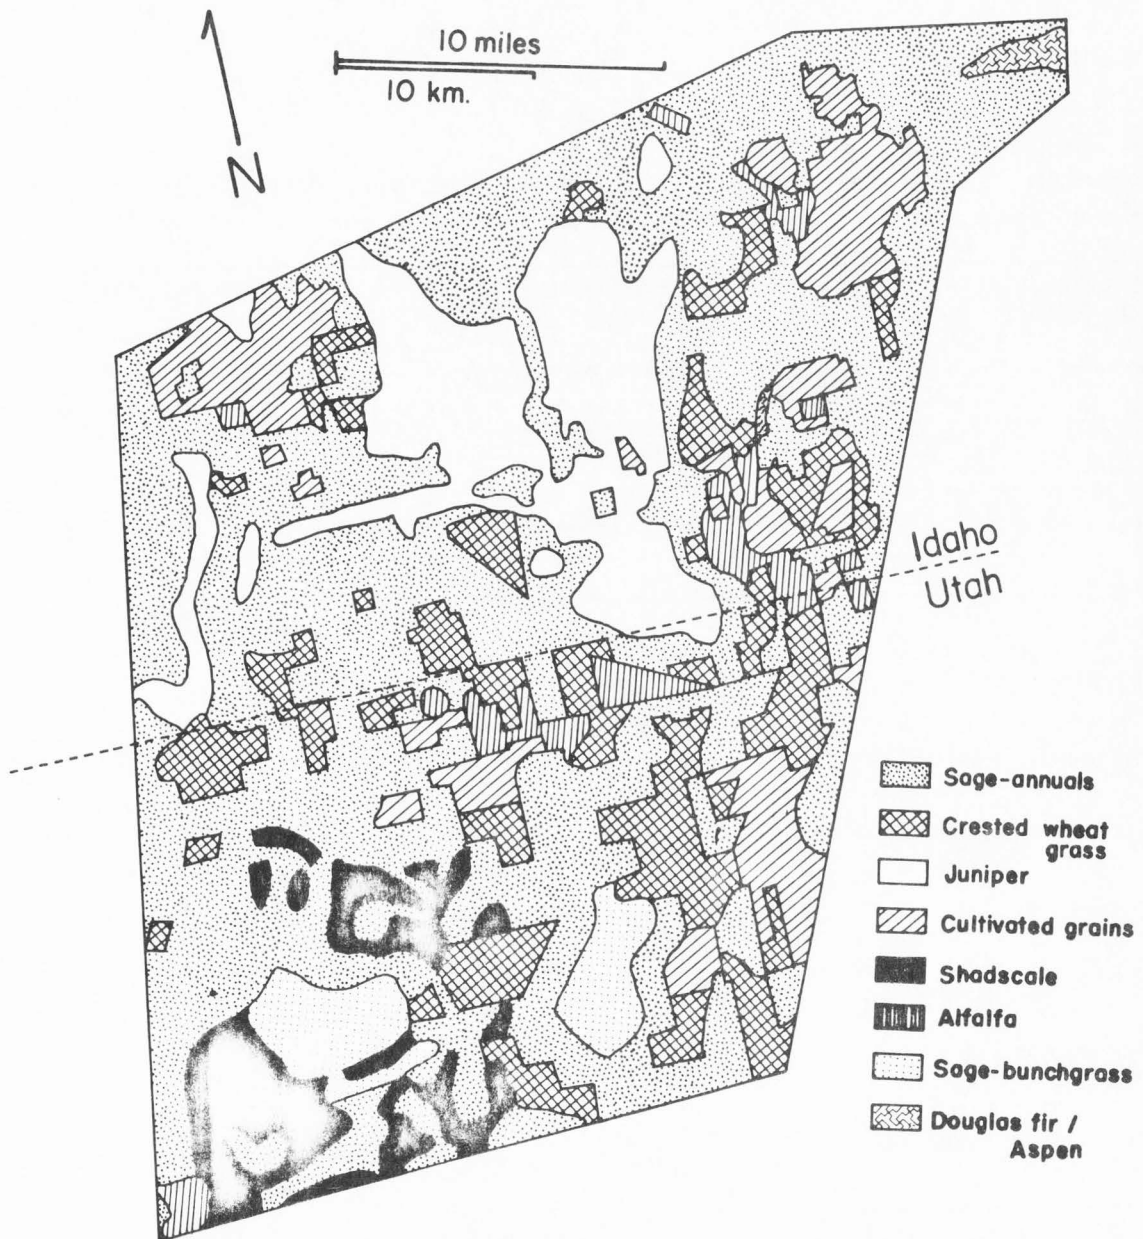 10 miles
10 km.
N
Idaho
Utah
Sage-annuals
Crested wheat
grass
Juniper
Cultivated grains
Shadscale
Alfalfa
Sage-bunchgrass
Douglas fir /
Aspen